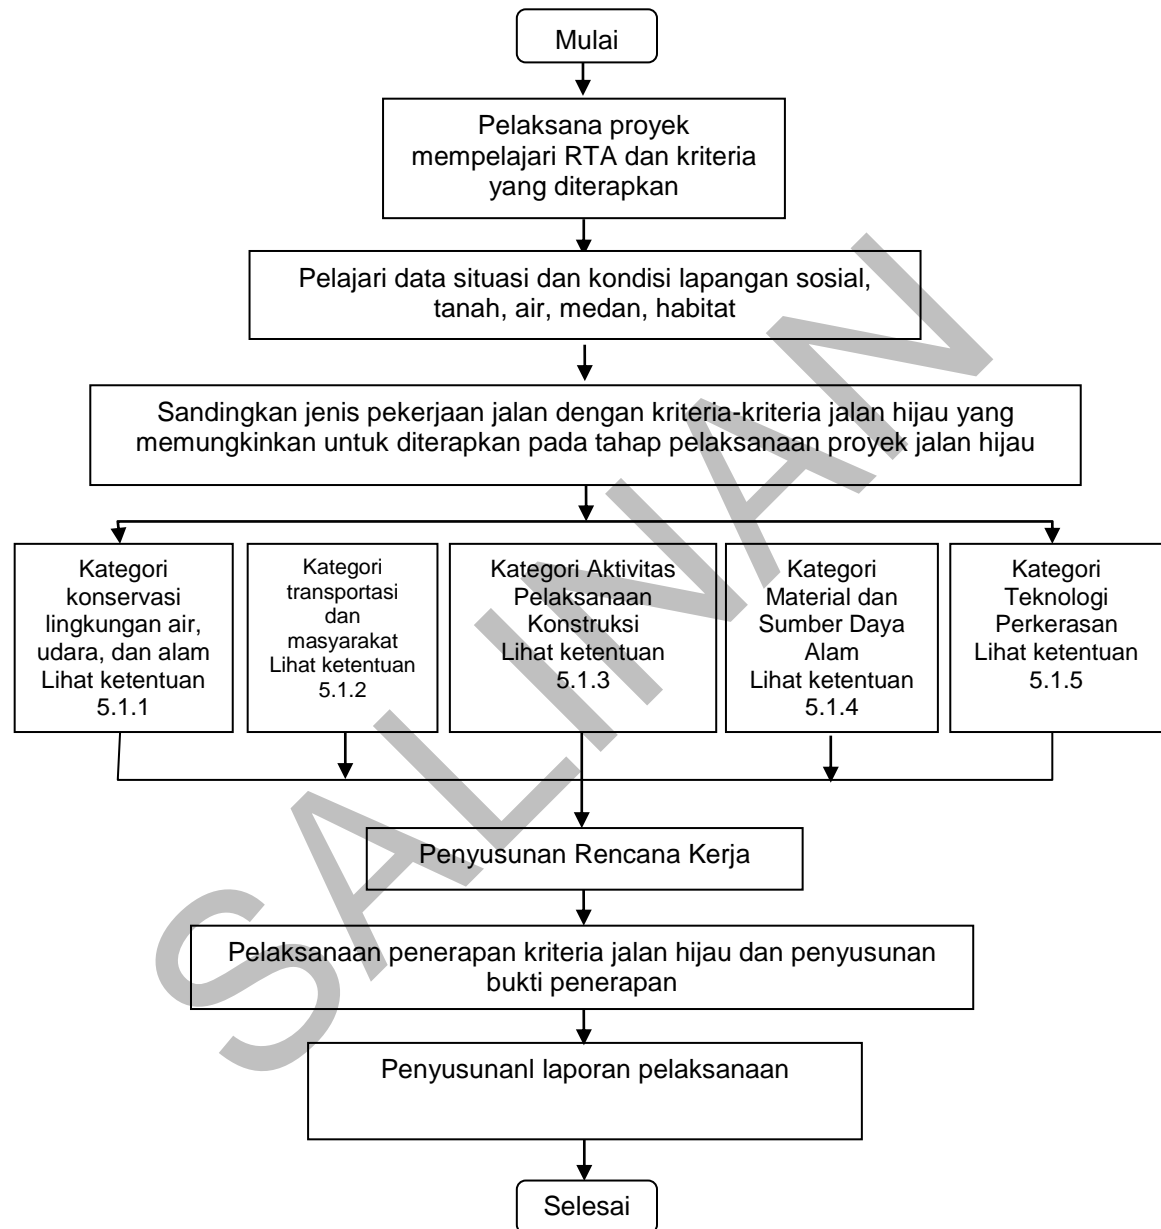 Mulai
Pelaksana proyek
mempelajari RTA dan kriteria
yang diterapkan
Pelajari data situasi dan kondisi lapangan sosial,
tanah, air, medan, habitat
Sandingkan jenis pekerjaan jalan dengan kriteria-kriteria jalan hijau yang
memungkinkan untuk diterapkan pada tahap pelaksanaan proyek jalan hijau
Kategori
konservasi
lingkungan air,
udara, dan alam
Lihat ketentuan
5.1.1
Kategori
transportasi
dan
masyarakat
Lihat ketentuan
5.1.2
Kategori Aktivitas
Pelaksanaan
Konstruksi
Lihat ketentuan
5.1.3
Kategori
Material dan
Sumber Daya
Alam
Lihat ketentuan
5.1.4
Kategori
Teknologi
Perkerasan
Lihat ketentuan
5.1.5
Penyusunan Rencana Kerja
Pelaksanaan penerapan kriteria jalan hijau dan penyusunan
bukti penerapan
Penyusunanl laporan pelaksanaan
Selesai
SALINAN